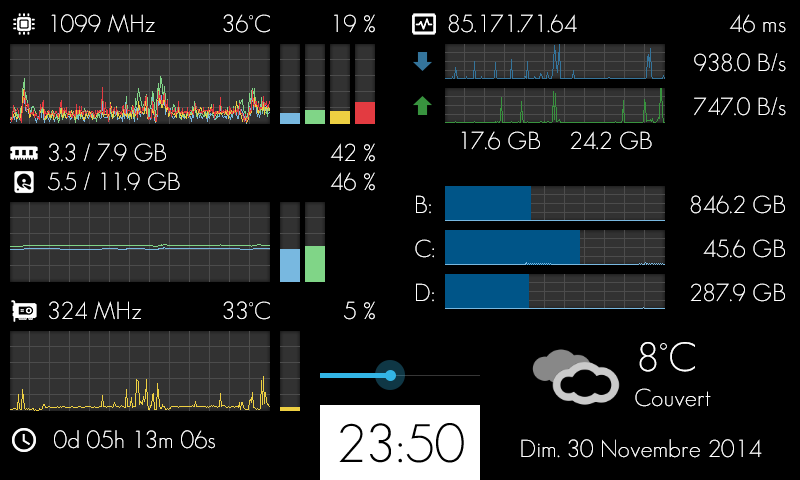 1099 MHz 36°C 19 %
3.3 / 7.9 GB 42 %
5.5 / 11.9 GB 46 %
324 MHz 33°C 5 %
0d 05h 13m 06s
85.171.71.64 46 ms
938.0 B/s
747.0 B/s
17.6 GB 24.2 GB
B: 846.2 GB
C: 45.6 GB
D: 287.9 GB
8°C
Couvert
23:50
Dim. 30 Novembre 2014